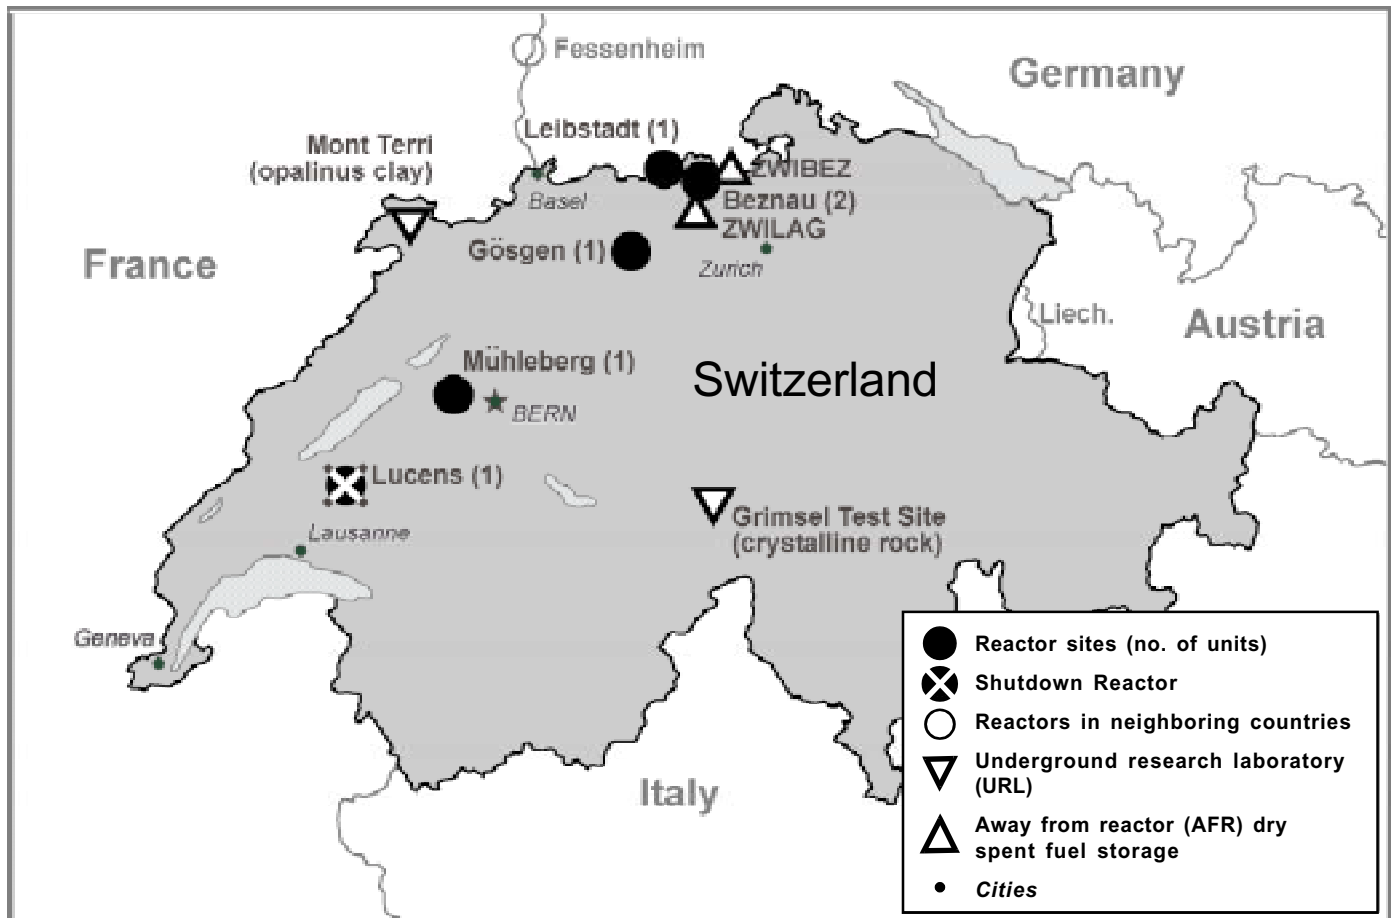 Fessenheim
Germany
Leibstadt (1)
Mont Terri
(opalinus clay)
ZWIBEZ
Basel
Beznau (2)
ZWILAG
Gösgen (1)
Zurich
France
Liech.
Austria
Mühleberg (1)
Switzerland
BERN
Lucens (1)
Grimsel Test Site
(crystalline rock)
Lausanne
Geneva
Italy
Reactor sites (no. of units)
Shutdown Reactor
Reactors in neighboring countries
Underground research laboratory
(URL)
Away from reactor (AFR) dry
spent fuel storage
Cities